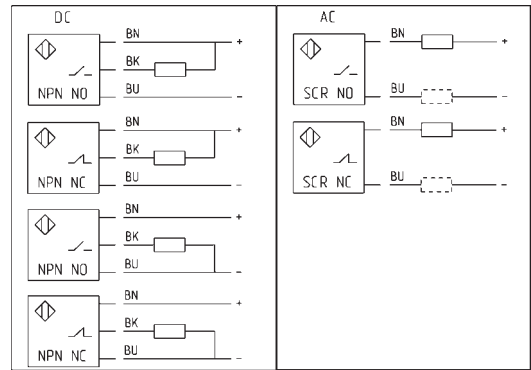 DC
BN
+
BK
NPN NO
BU
-
BN
+
BK
NPN NC
BU
-
BN
+
BK
NPN NO
BU
-
BN
+
BK
NPN NC
BU
-
AC
BN
+
SCR NO
BU
-
BN
+
SCR NC
BU
-